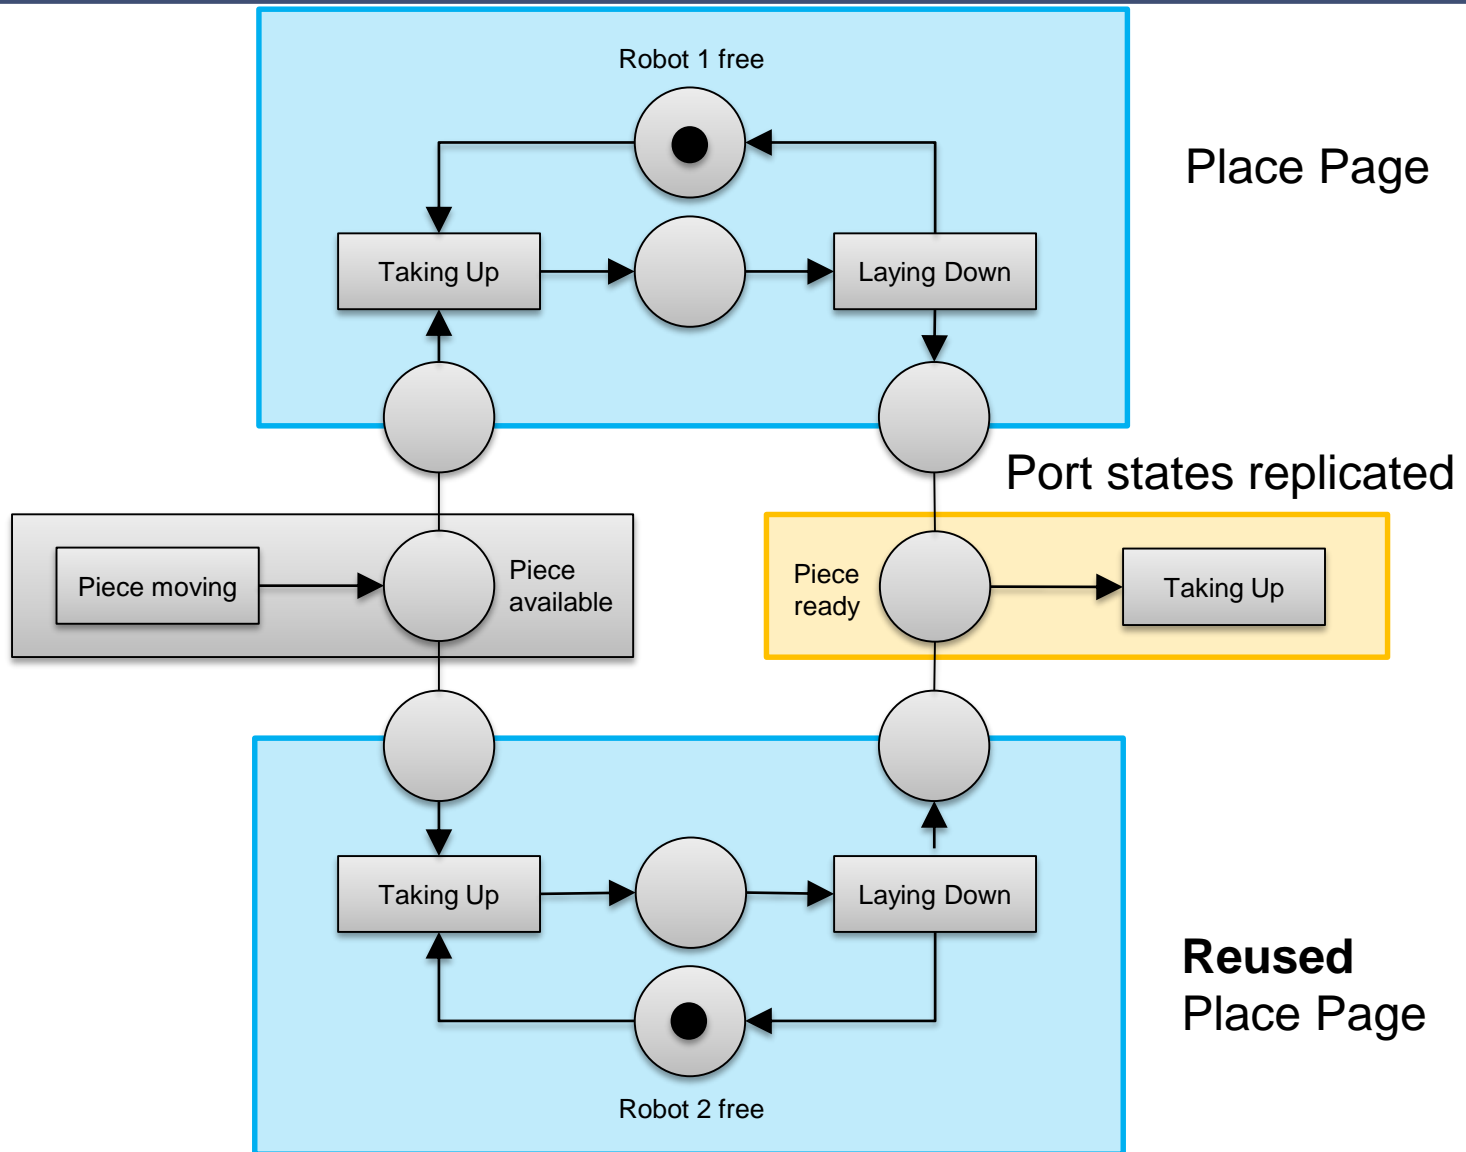 Robot 1 free
Place Page
Taking Up
Laying Down
Port states replicated
Piece moving
Piece
available
Piece
ready
Taking Up
Taking Up
Laying Down
Reused
Place Page
Robot 2 free